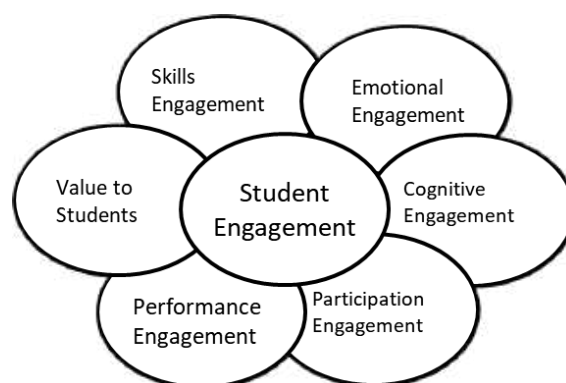 Skills
Engagement
Emotional
Engagement
Value to
Students
Student
Engagement
Cognitive
Engagement
Performance
Engagement
Participation
Engagement